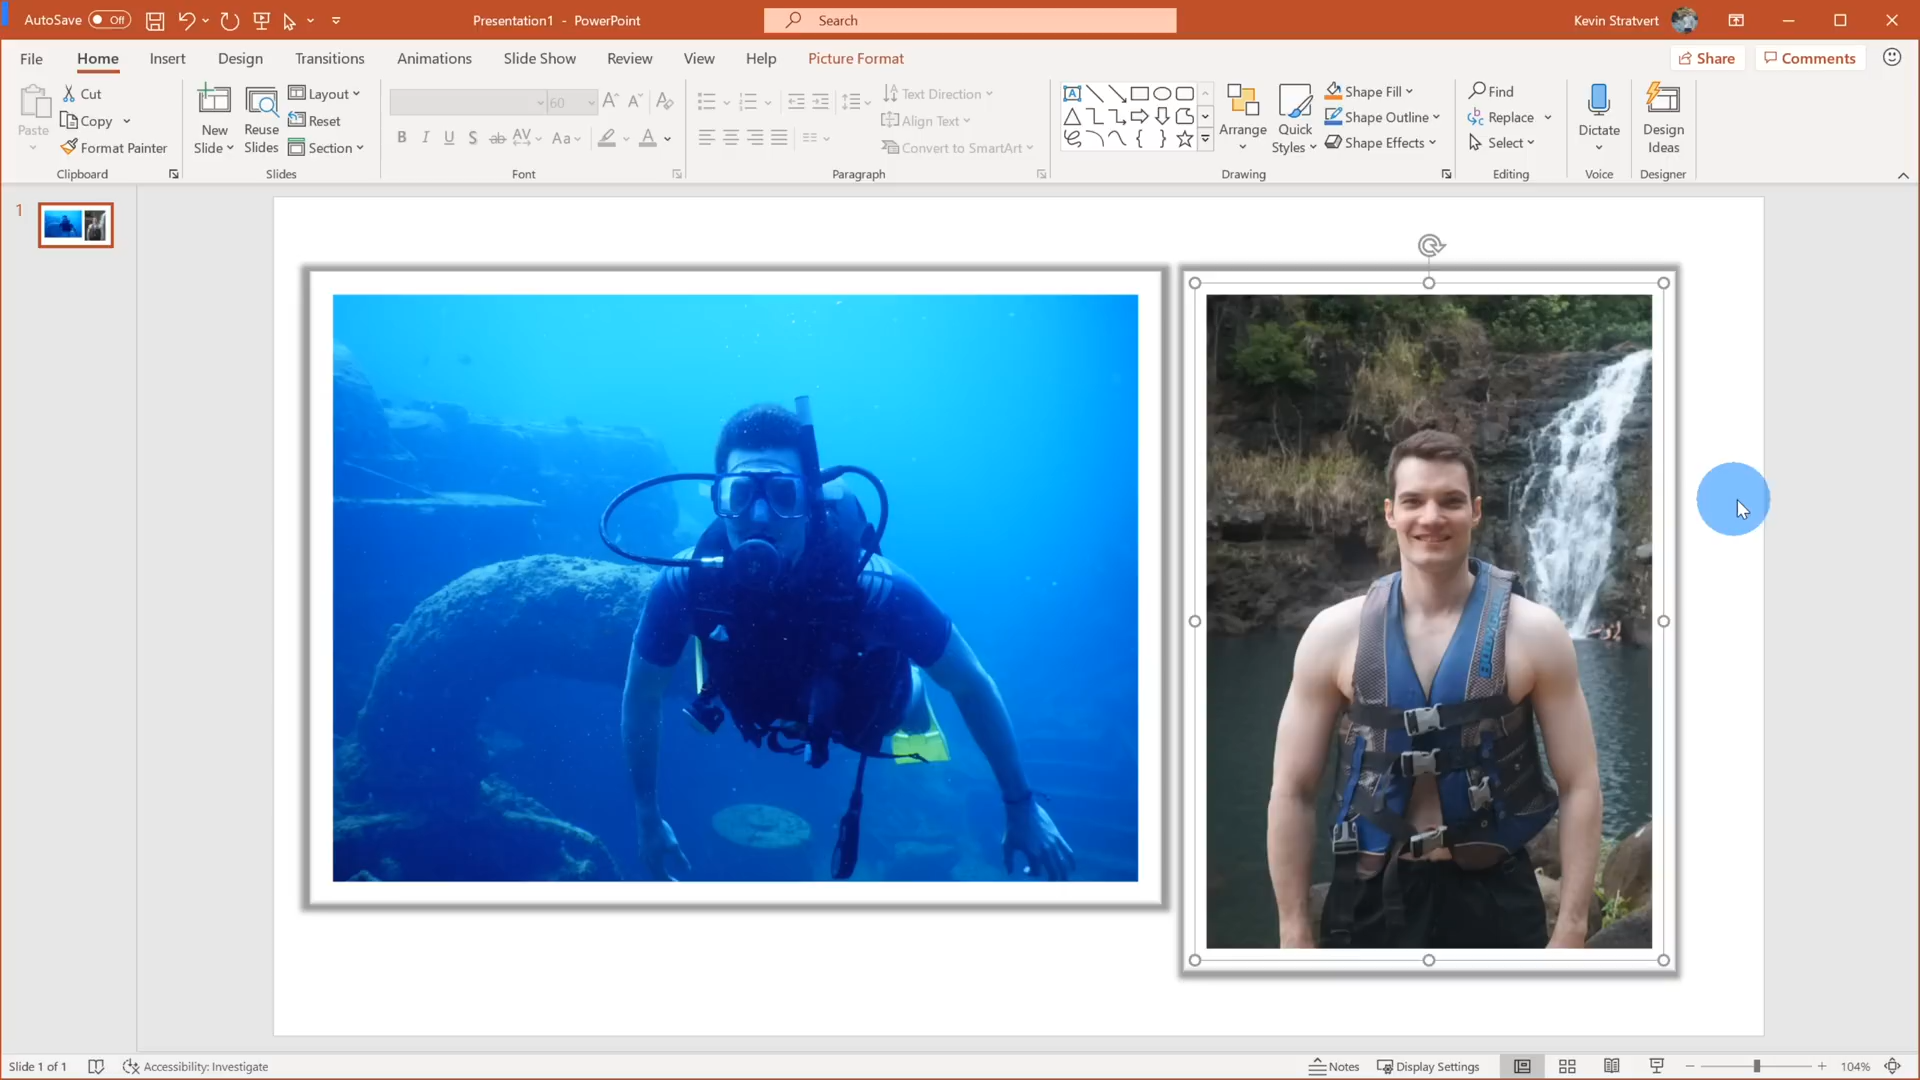 AutoSave Off Presentation1 - PowerPoint Search Kevin Stratvert
File Home Insert Design Transitions Animations Slide Show Review View Help Picture Format Share Comments
Paste
Cut
Copy
Format Painter
Clipboard
New Slide
Reuse Slides
Layout
Reset
Section
Slides
60
B I U S ab AV Aa A
Font
Text Direction
Align Text
Convert to SmartArt
Paragraph
Arrange
Quick Styles
Shape Fill
Shape Outline
Shape Effects
Drawing
Find
Replace
Select
Editing
Dictate
Voice
Design Ideas
Designer
1
Slide 1 of 1 Accessibility: Investigate Notes Display Settings 104%